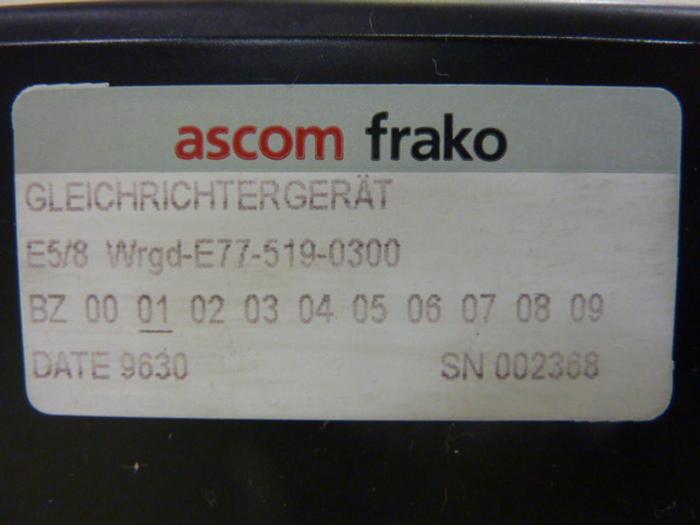 ascom frako
GLEICHRICHTERGERÄT
E5/8 Wrgd-E77-519-0300
BZ 00 01 02 03 04 05 06 07 08 09
DATE 9630 SN 002368